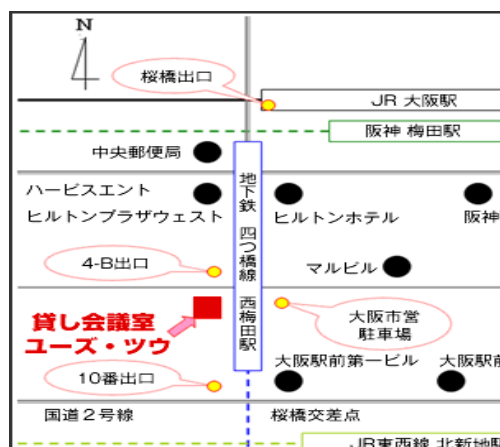 N
桜橋出口
JR 大阪駅
阪神 梅田駅
中央郵便局
ハービスエント
ヒルトンプラザウェスト
地下鉄 四つ橋線 西梅田駅
ヒルトンホテル
阪神
4-B出口
マルビル
貸し会議室
ユーズ・ツウ
大阪市営
駐車場
10番出口
大阪駅前第一ビル
大阪駅前
国道２号線
桜橋交差点
JR東西線 北新地駅